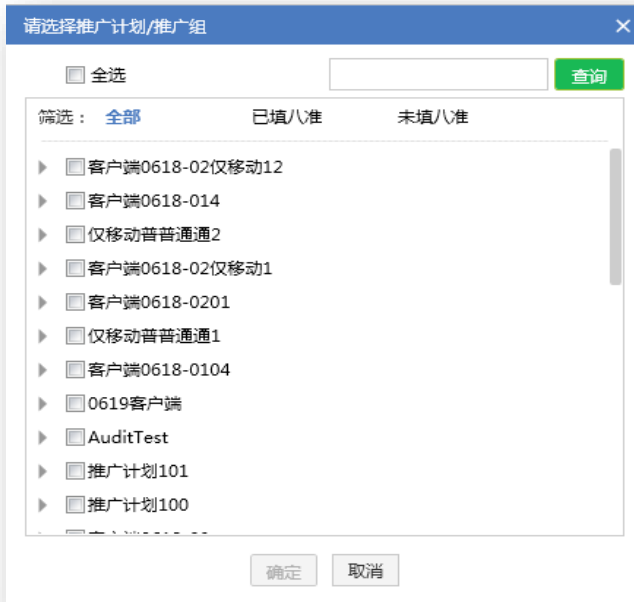 请选择推广计划/推广组
全选
查询
筛选： 全部 已填八准 未填八准
客户端0618-02仅移动12
客户端0618-014
仅移动普普通通2
客户端0618-02仅移动1
客户端0618-0201
仅移动普普通通1
客户端0618-0104
0619客户端
AuditTest
推广计划101
推广计划100
确定 取消